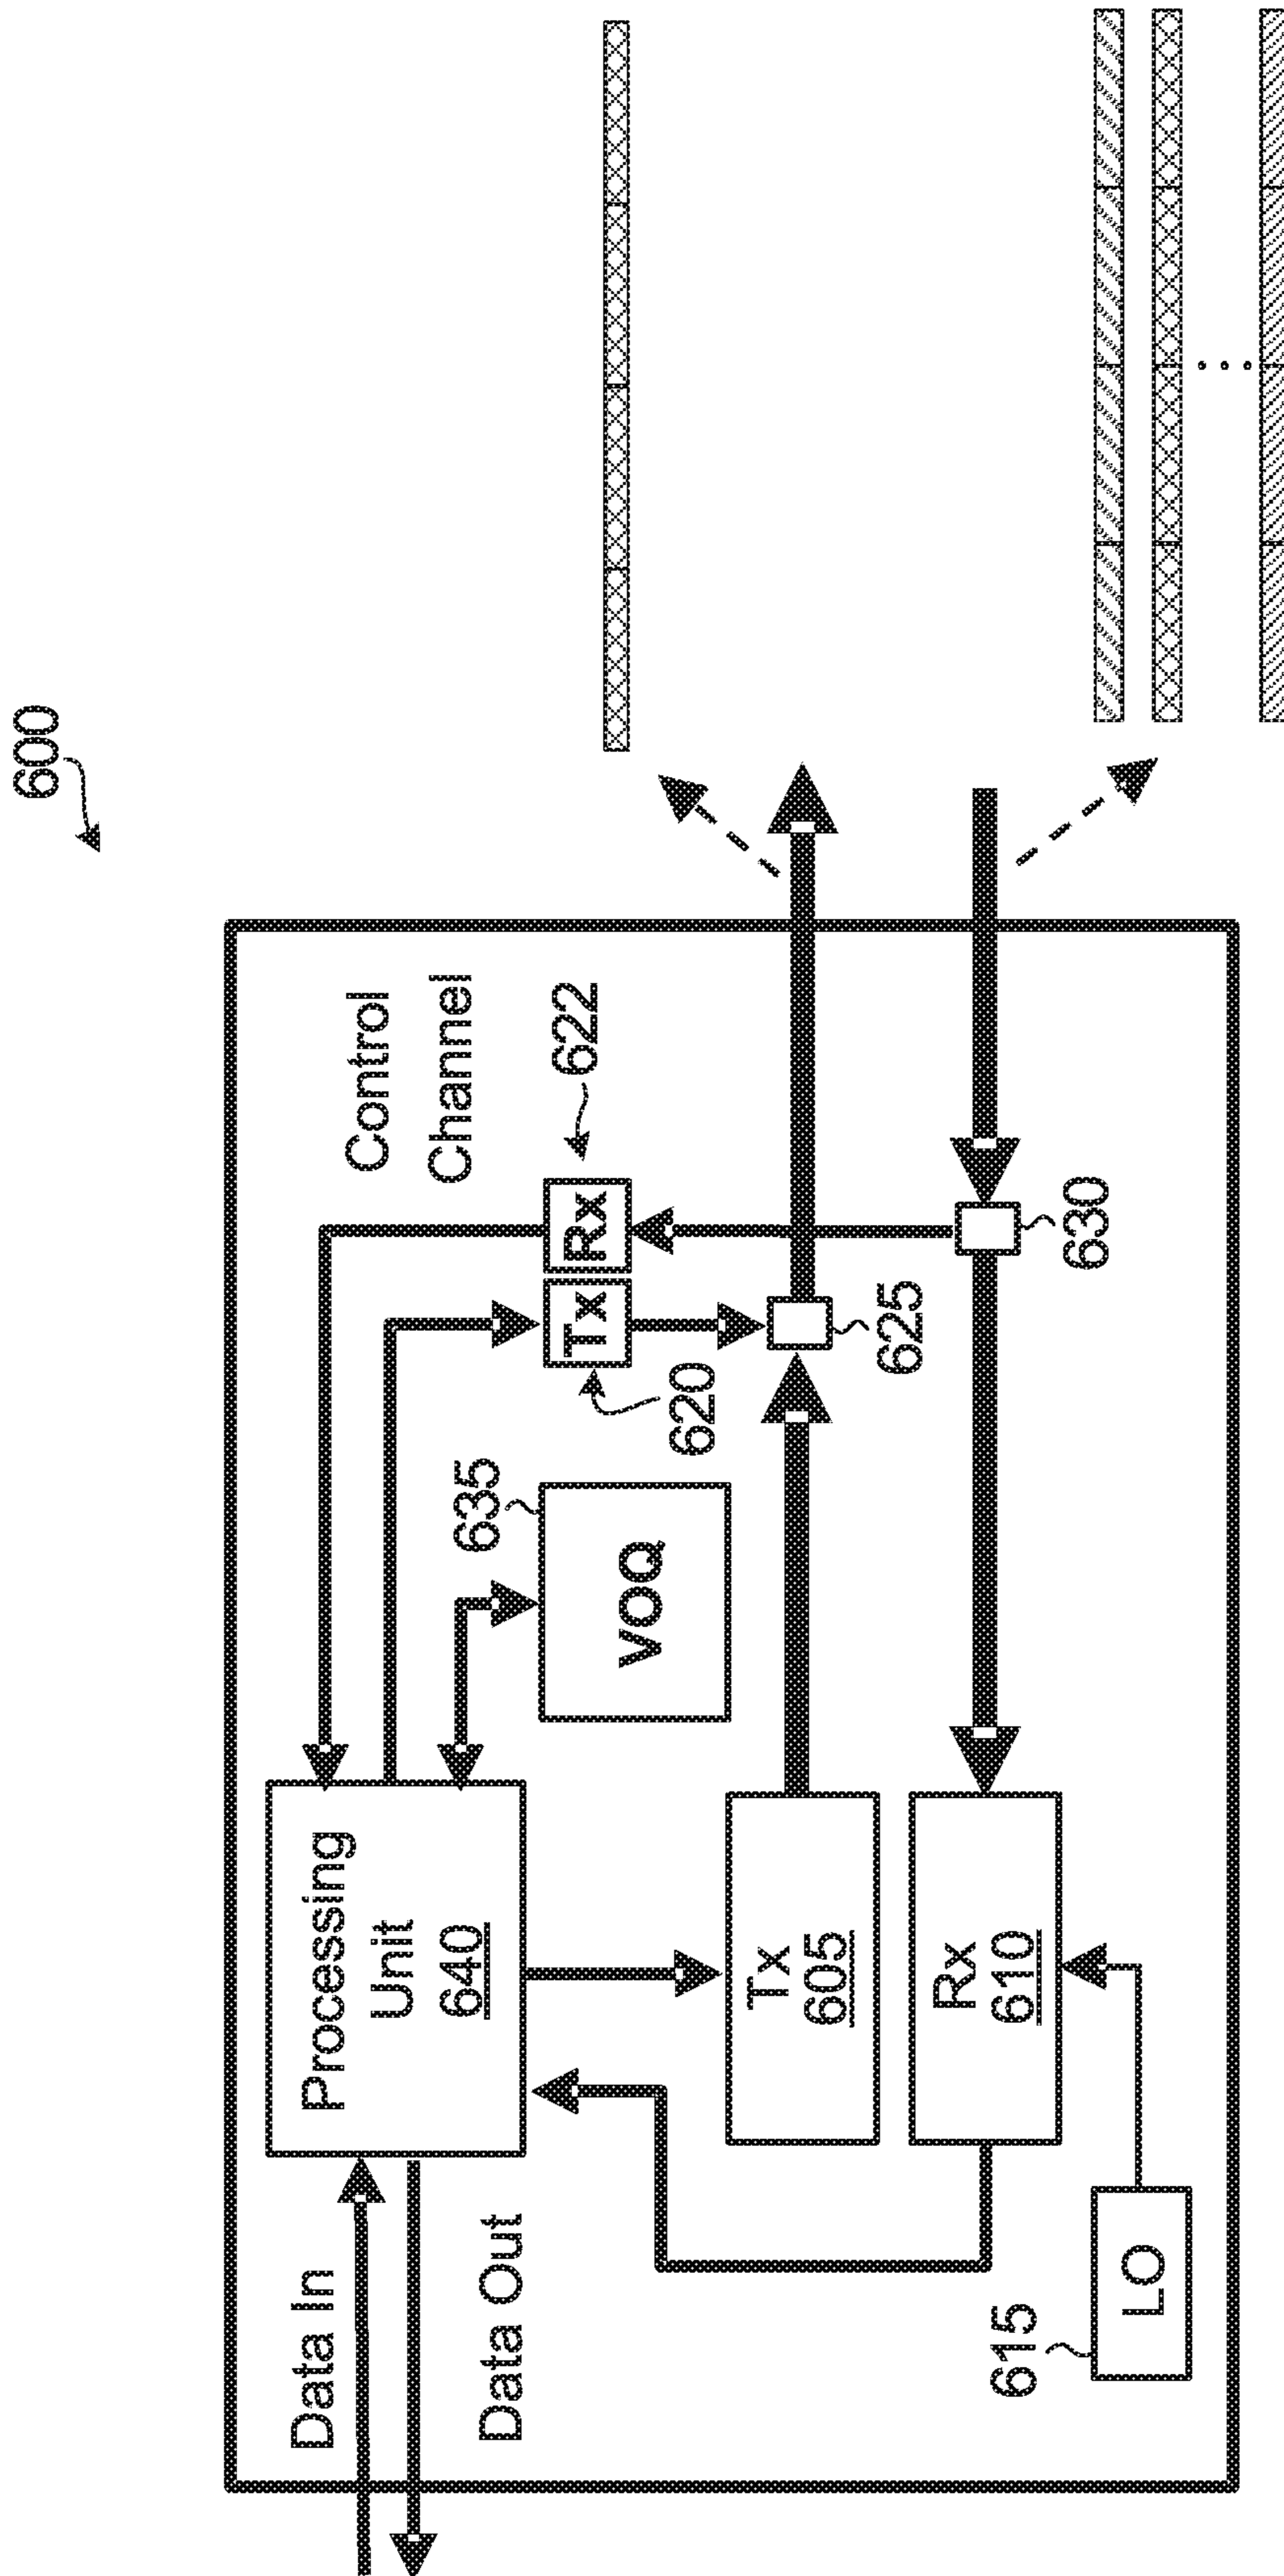 600
Data In
Data Out
Processing
Unit
640
Control
Channel
635
VOQ
Tx
Rx
622
620
Tx
605
625
Rx
610
630
615
LO